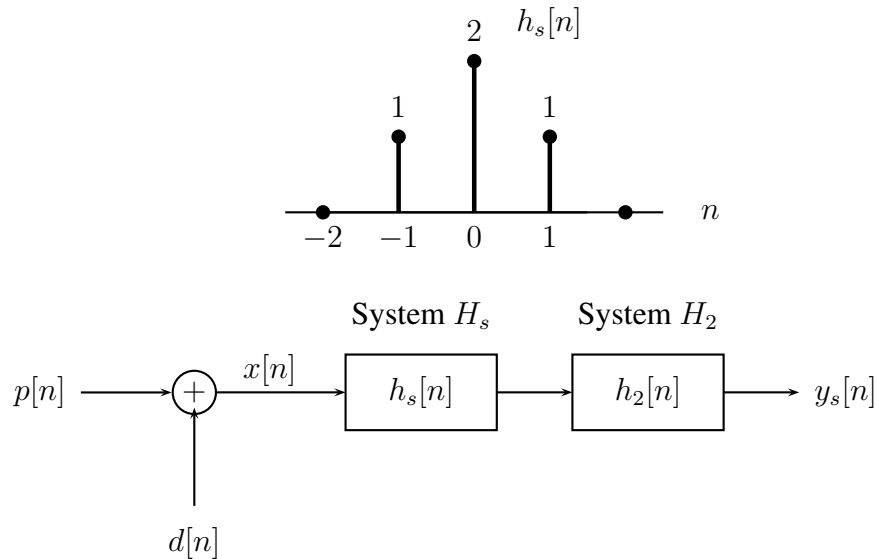 2 h_s[n]
1 1
n
−2 −1 0 1
System H_s System H_2
p[n] + x[n] h_s[n] h_2[n] y_s[n]
d[n]